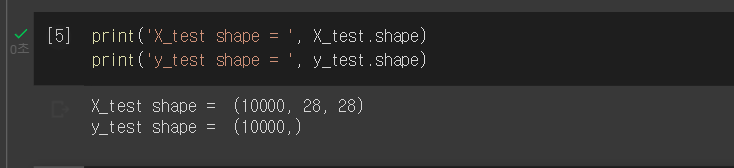 [5] print('X_test shape = ', X_test.shape)
print('y_test shape = ', y_test.shape)
0초
X_test shape =  (10000, 28, 28)
y_test shape =  (10000,)